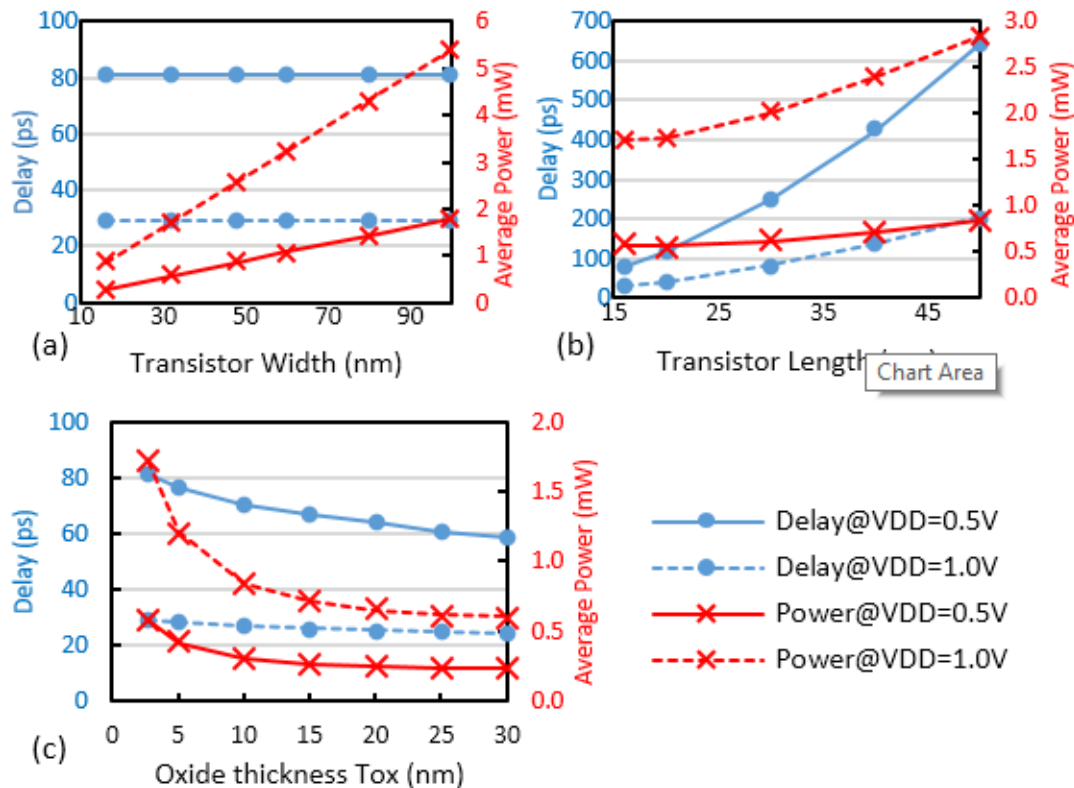 100
80
60
40
20
0
Delay (ps)
6
5
4
3
2
1
0
Average Power (mW)
10 30 50 70 90
(a)
Transistor Width (nm)
700
600
500
400
300
200
100
0
Delay (ps)
3.0
2.5
2.0
1.5
1.0
0.5
0.0
Average Power (mW)
15 25 35 45
(b)
Transistor Length
Chart Area
100
80
60
40
20
0
Delay (ps)
2.0
1.5
1.0
0.5
0.0
Average Power (mW)
0 5 10 15 20 25 30
(c)
Oxide thickness Tox (nm)
Delay@VDD=0.5V
Delay@VDD=1.0V
Power@VDD=0.5V
Power@VDD=1.0V